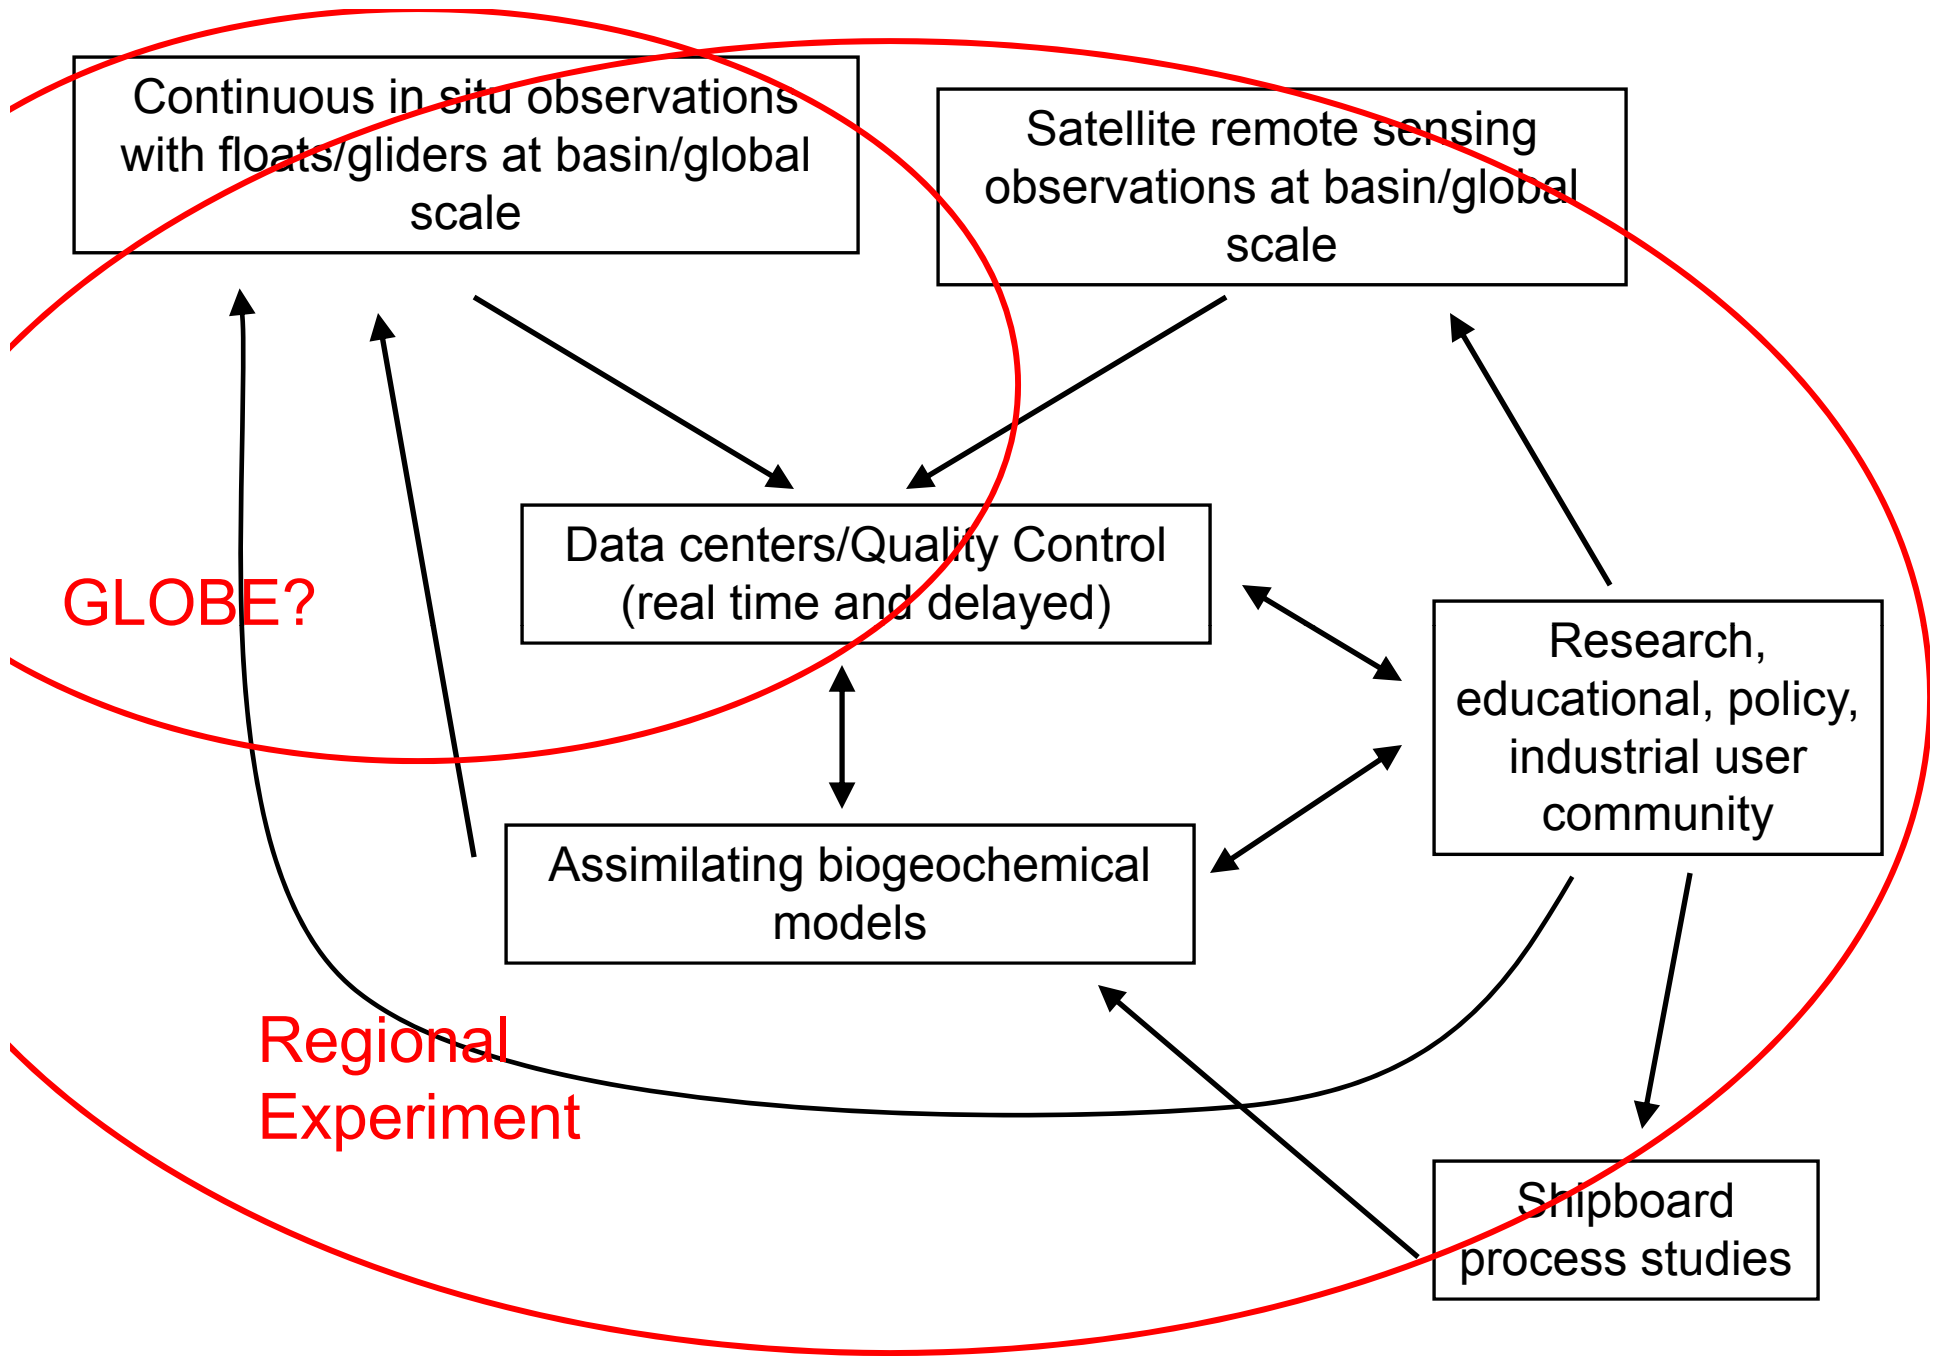 Continuous in situ observations
with floats/gliders at basin/global
scale
Satellite remote sensing
observations at basin/global
scale
Data centers/Quality Control
(real time and delayed)
GLOBE?
Research,
educational, policy,
industrial user
community
Assimilating biogeochemical
models
Regional
Experiment
Shipboard
process studies